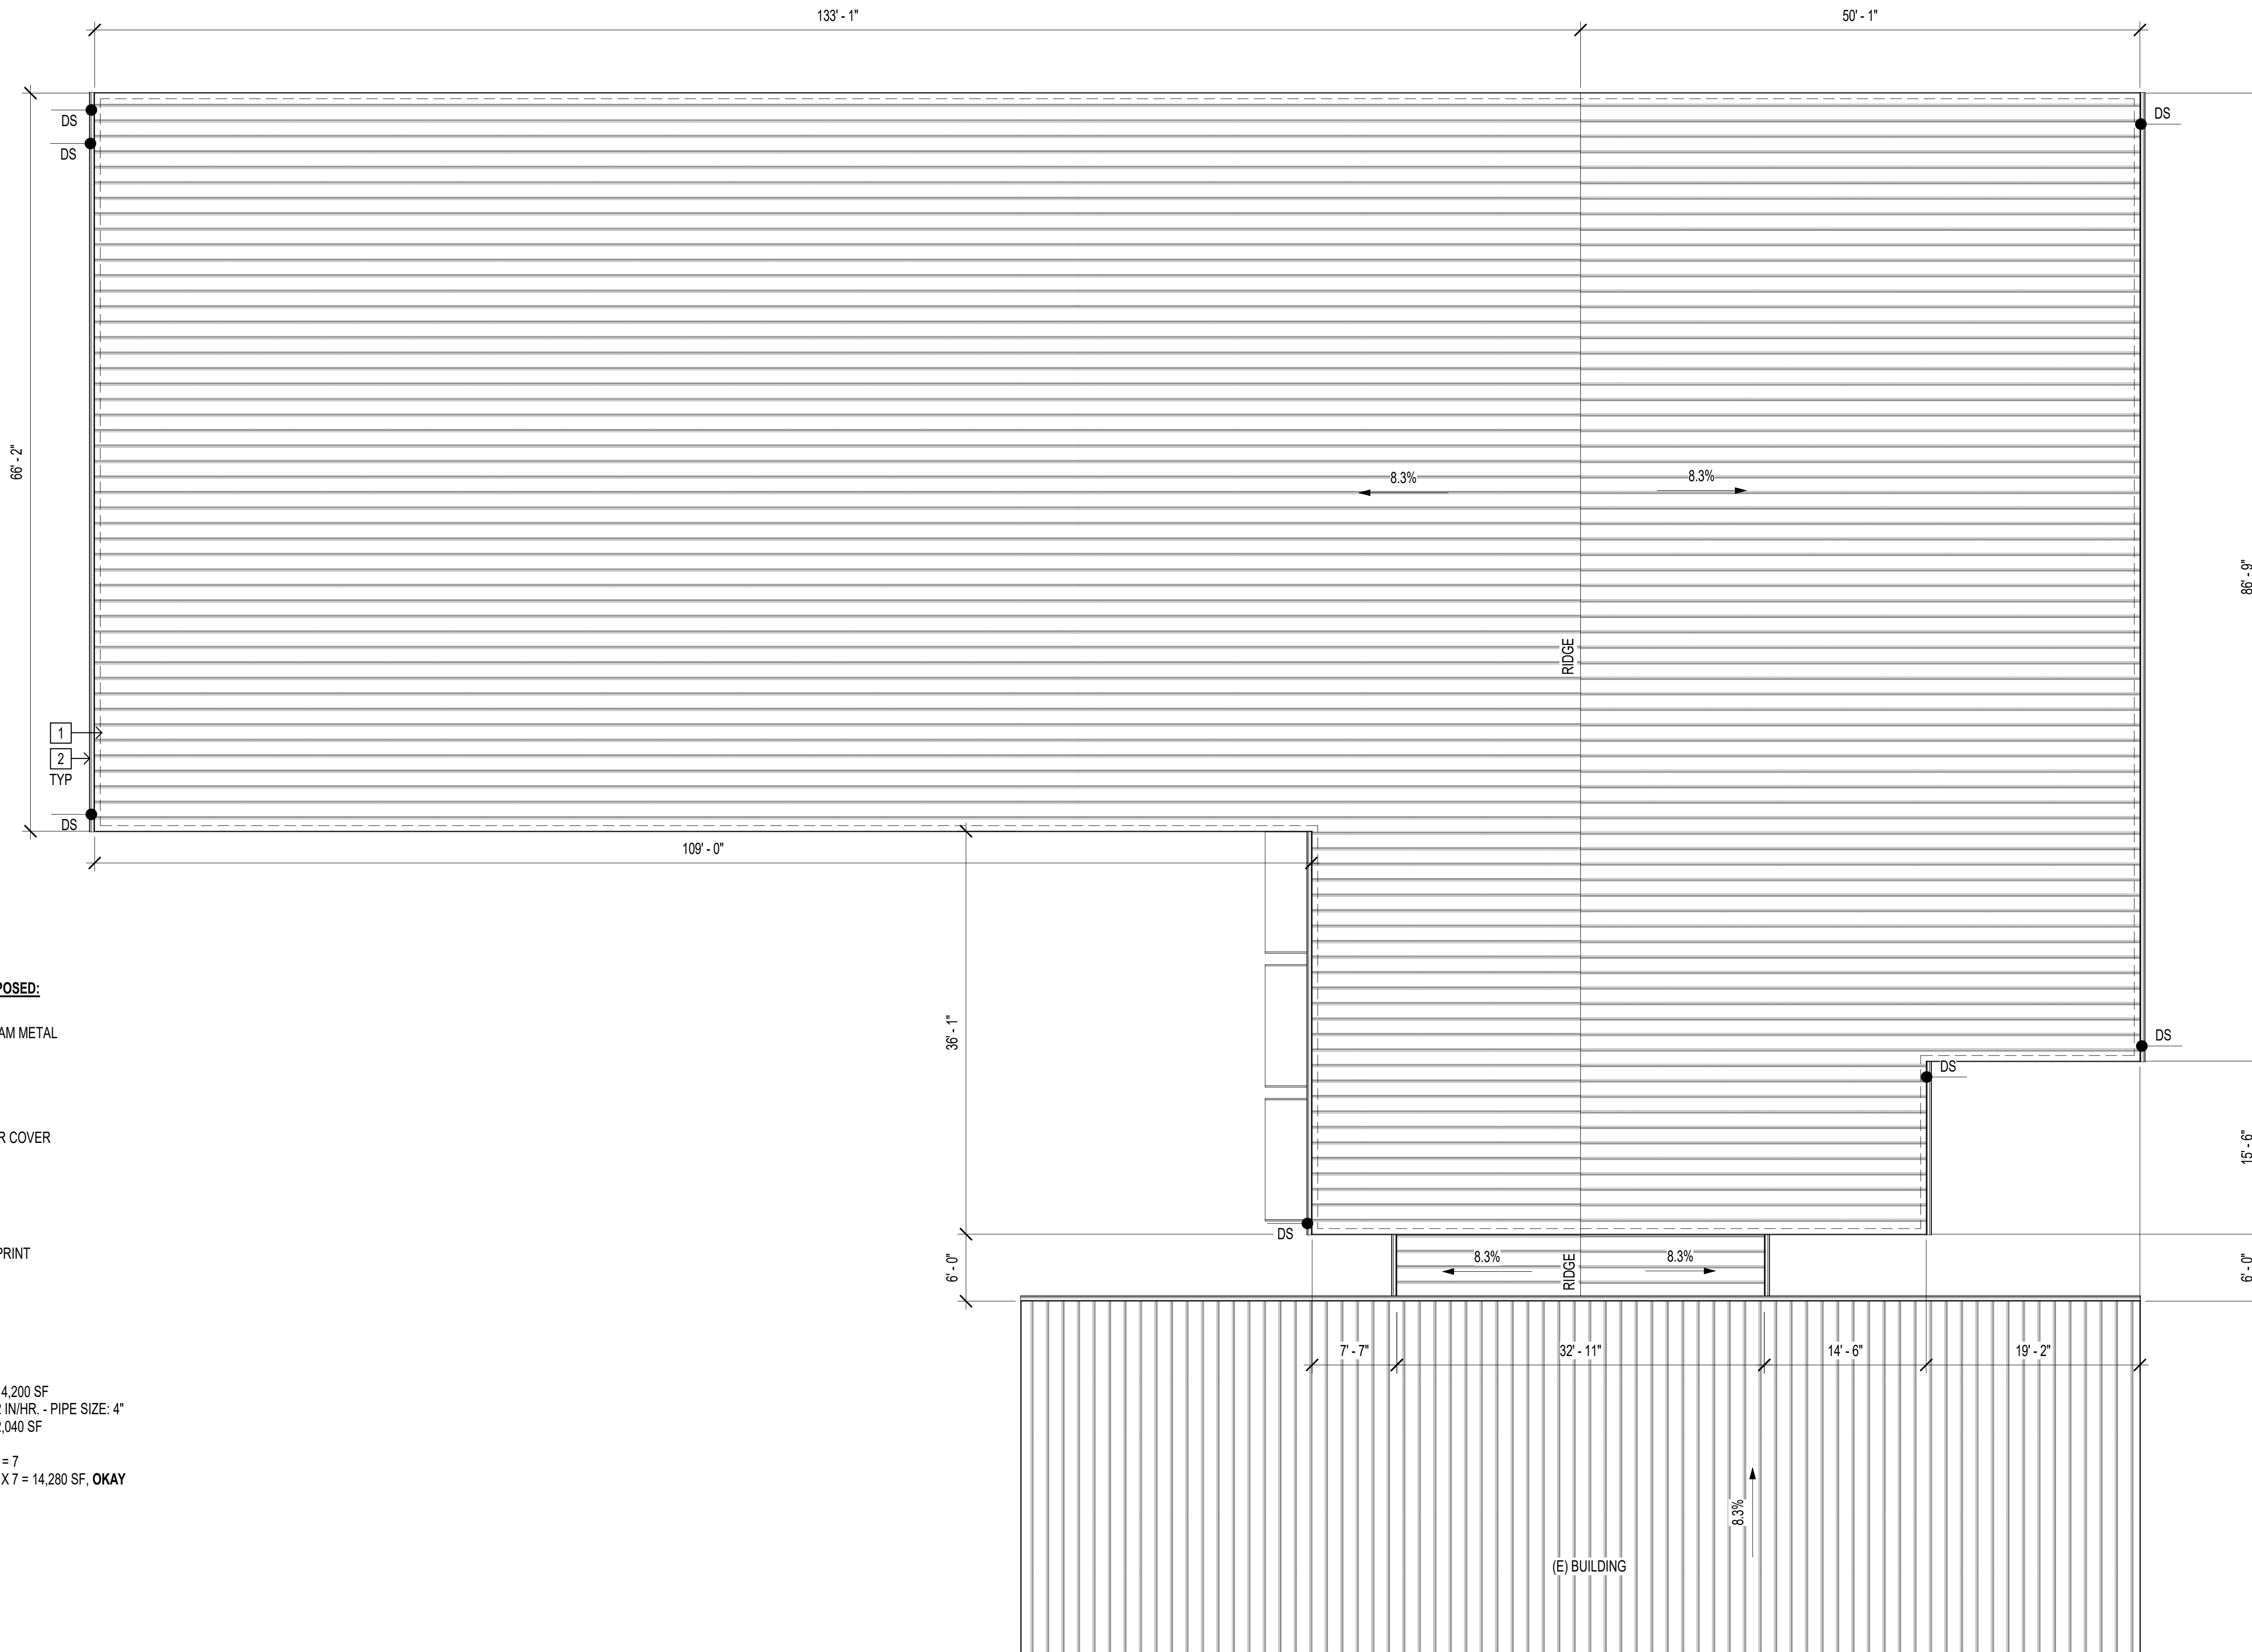 133' - 1"
50' - 1"
DS
DS
DS
66' - 2"
8.3%
8.3%
86' - 9"
RIDGE
1
2
TYP
DS
109' - 0"
POSED:
AM METAL
36' - 1"
DS
DS
R COVER
15' - 6"
DS
PRINT
6' - 0"
8.3%
RIDGE
8.3%
6' - 0"
7' - 7"
32' - 11"
14' - 6"
19' - 2"
4,200 SF
IN/HR. - PIPE SIZE: 4"
2,040 SF
= 7
X 7 = 14,280 SF, OKAY
8.3%
(E) BUILDING